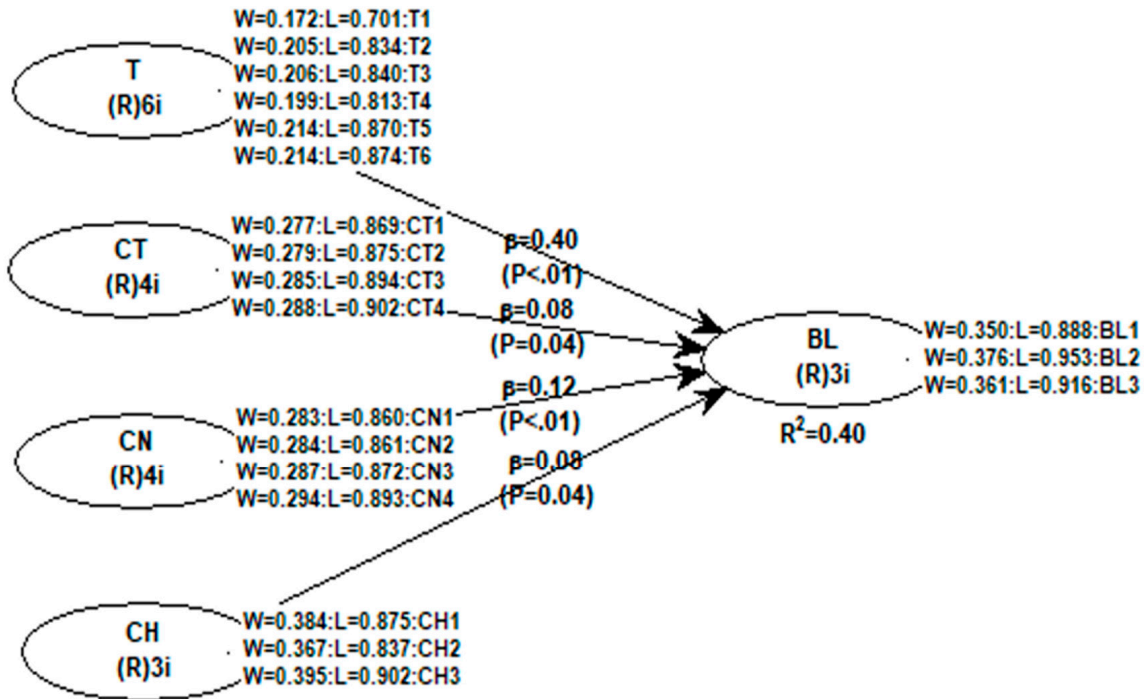 W=0.172:L=0.701:T1
W=0.205:L=0.834:T2
T
W=0.206:L=0.840:T3
(R)6i
W=0.199:L=0.813:T4
W=0.214:L=0.870:T5
W=0.214:L=0.874:T6
W=0.277:L=0.869:CT1
CT
W=0.279:L=0.875:CT2
(R)4i
W=0.285:L=0.894:CT3
W=0.288:L=0.902:CT4
β=0.40
(P<.01)
β=0.08
(P=0.04)
BL
(R)3i
R²=0.40
W=0.350:L=0.888:BL1
W=0.376:L=0.953:BL2
W=0.361:L=0.916:BL3
β=0.12
(P<.01)
β=0.08
(P=0.04)
W=0.283:L=0.860:CN1
CN
W=0.284:L=0.861:CN2
(R)4i
W=0.287:L=0.872:CN3
W=0.294:L=0.893:CN4
CH
(R)3i
W=0.384:L=0.875:CH1
W=0.367:L=0.837:CH2
W=0.395:L=0.902:CH3